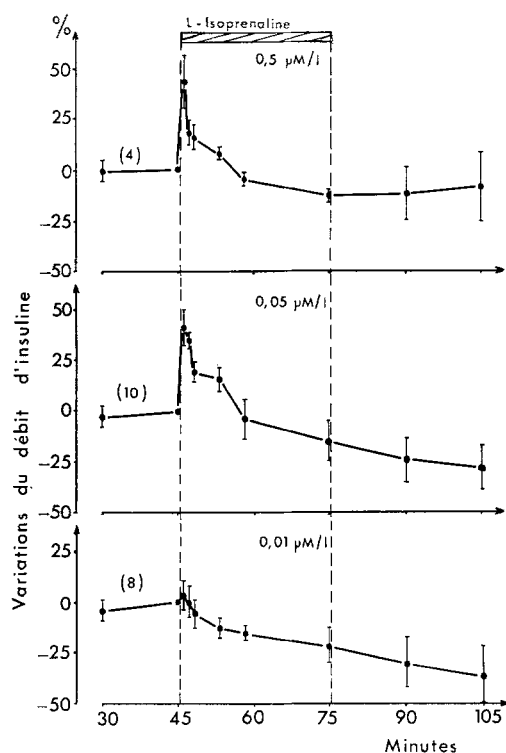 L-Isoprenaline
%
0,5 µM/l
50
25
(4)
0
−25
−50
0,05 µM/l
50
25
(10)
0
−25
−50
0,01 µM/l
25
(8)
0
−25
−50
30 45 60 75 90 105
Minutes
Variations du débit d'insuline